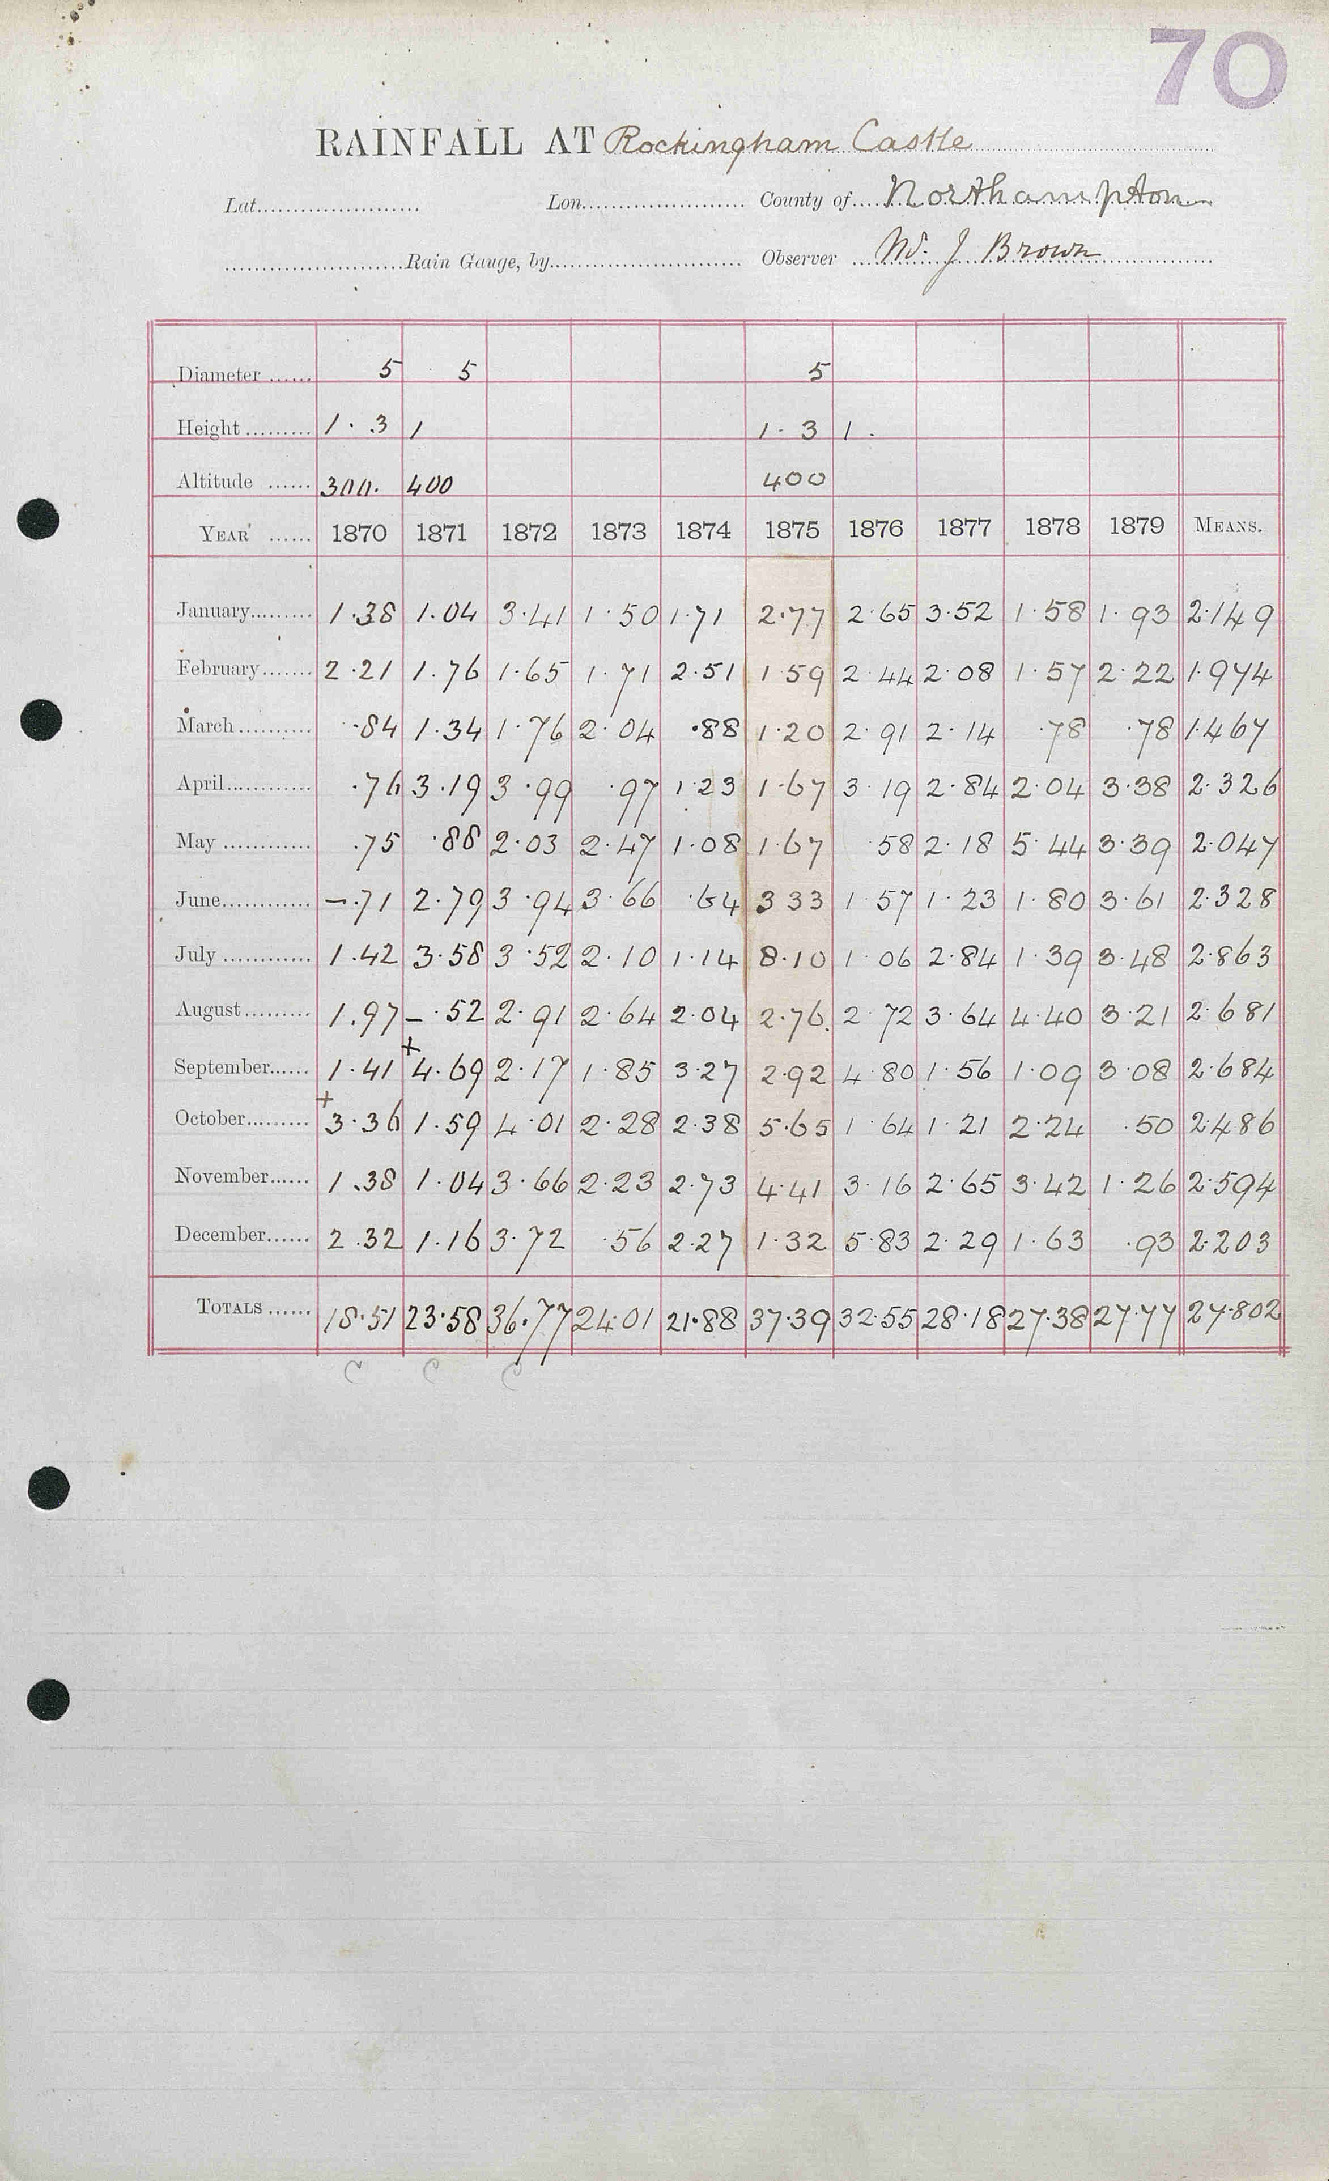 70
RAINFALL AT Rockingham Castle
Lat. Lon. County of Northampton
Rain Gauge, by Observer W. J Brown
Diameter 5 5 5
Height 1 . 3 1 1 . 3 1 .
Altitude 300. 400 400
YEAR 1870 1871 1872 1873 1874 1875 1876 1877 1878 1879 MEANS.
January 1.38 1.04 3.41 1.50 1.71 2.77 2.65 3.52 1.58 1.93 2.149
February 2.21 1.76 1.65 1.71 2.51 1.59 2.44 2.08 1.57 2.22 1.974
March .84 1.34 1.76 2.04 .88 1.20 2.91 2.14 .78 .78 1.467
April .76 3.19 3.99 .97 1.23 1.67 3.19 2.84 2.04 3.38 2.326
May .75 .88 2.03 2.47 1.08 1.67 .58 2.18 5.44 3.39 2.047
June -.71 2.79 3.94 3.66 .64 3 33 1.57 1.23 1.80 3.61 2.328
July 1.42 3.58 3.52 2.10 1.14 8.10 1.06 2.84 1.39 3.48 2.863
August 1.97 -.52 2.91 2.64 2.04 2.76 2.72 3.64 4.40 3.21 2.681
September 1.41 +4.69 2.17 1.85 3.27 2.92 4.80 1.56 1.09 3.08 2.684
October +3.36 1.59 4.01 2.28 2.38 5.65 1.64 1.21 2.24 .50 2.486
November 1.38 1.04 3.66 2.23 2.73 4.41 3.16 2.65 3.42 1.26 2.594
December 2.32 1.16 3.72 .56 2.27 1.32 5.83 2.29 1.63 .93 2.203
TOTALS 18.51 23.58 36.77 24.01 21.88 37.39 32.55 28.18 27.38 27.77 27.802
C C C